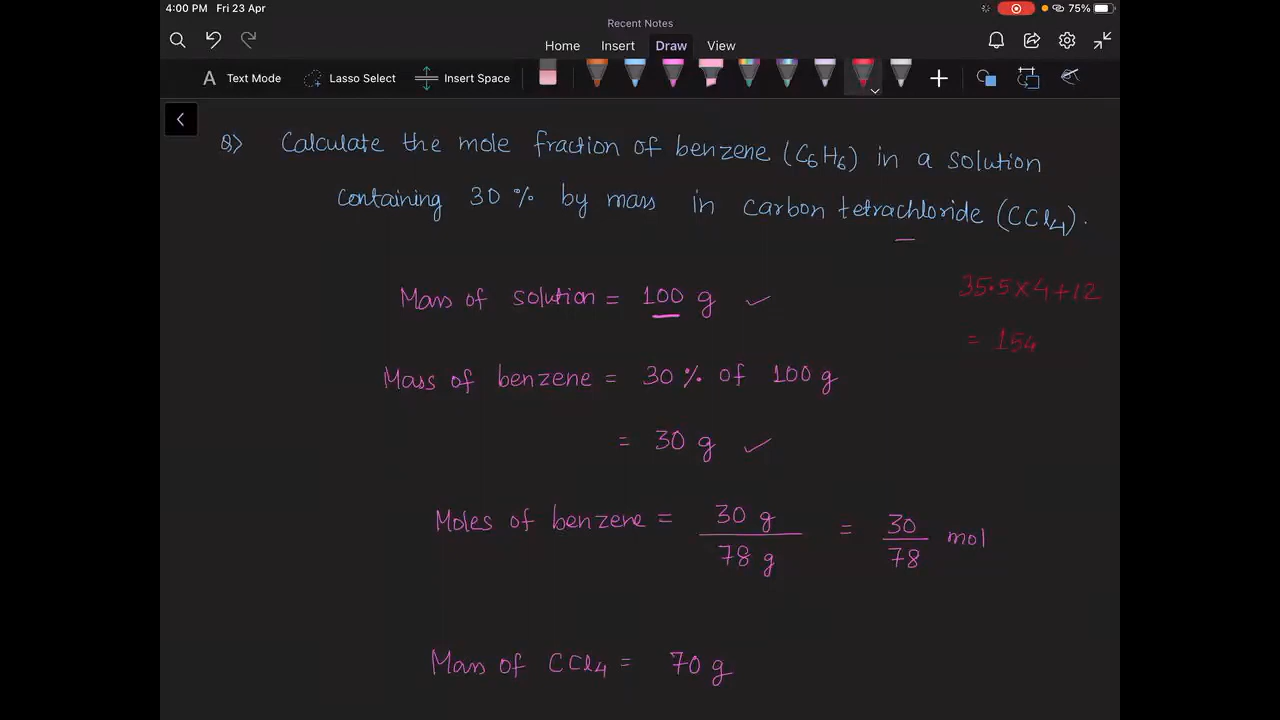 4:00 PM Fri 23 Apr
75%
Recent Notes
Home Insert Draw View
A Text Mode Lasso Select Insert Space
Q> Calculate the mole fraction of benzene (C6H6) in a solution
containing 30 % by mass in carbon tetrachloride (CCl4).
Mass of solution = 100 g ✓
35.5 × 4 + 12
= 154
Mass of benzene = 30 % of 100 g
= 30 g ✓
Moles of benzene = 30 g / 78 g = 30 / 78 mol
Mass of CCl4 = 70 g